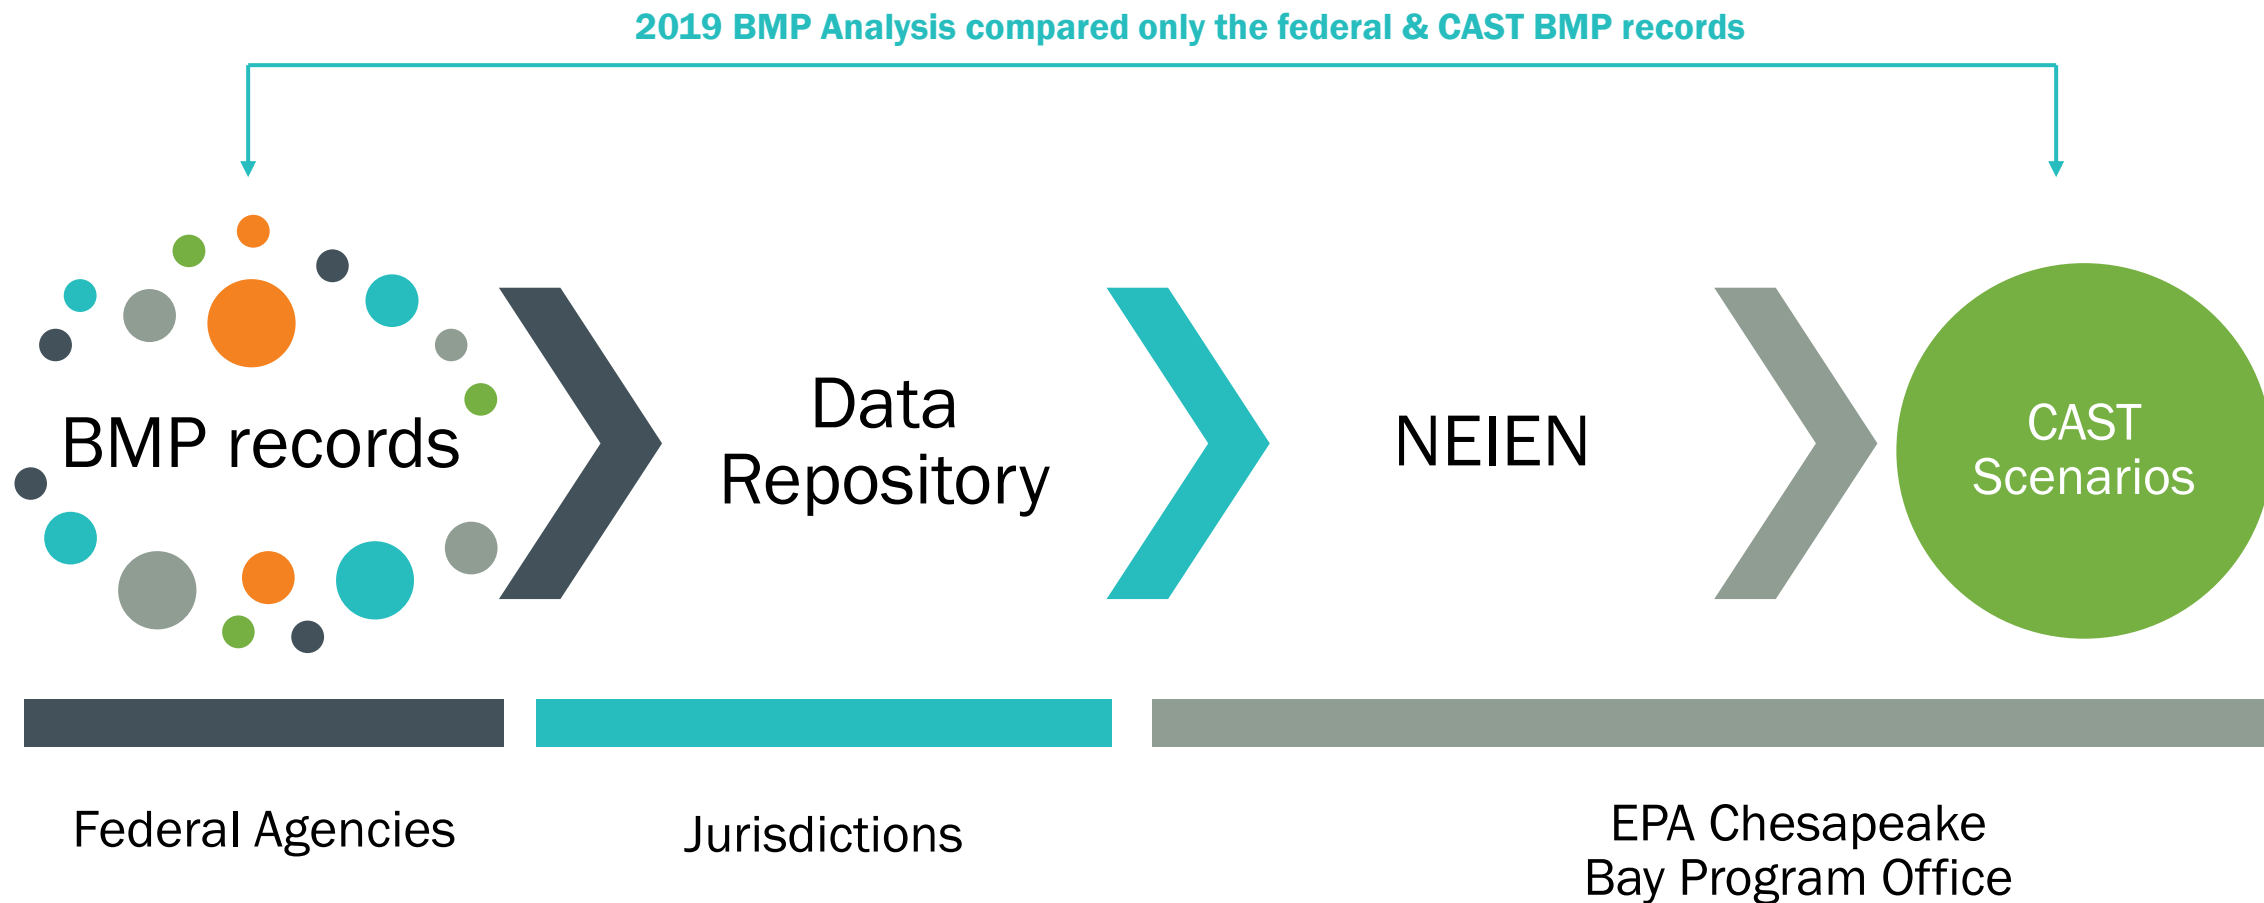 2019 BMP Analysis compared only the federal & CAST BMP records
BMP records
Data
Repository
NEIEN
CAST
Scenarios
Federal Agencies
Jurisdictions
EPA Chesapeake
Bay Program Office